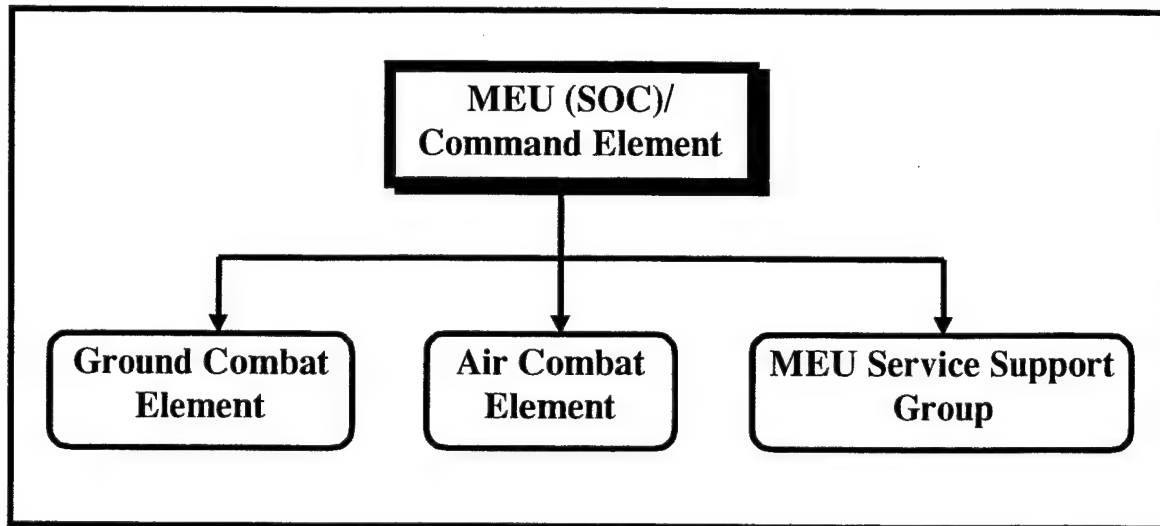 MEU (SOC)/
Command Element
Ground Combat
Element
Air Combat
Element
MEU Service Support
Group